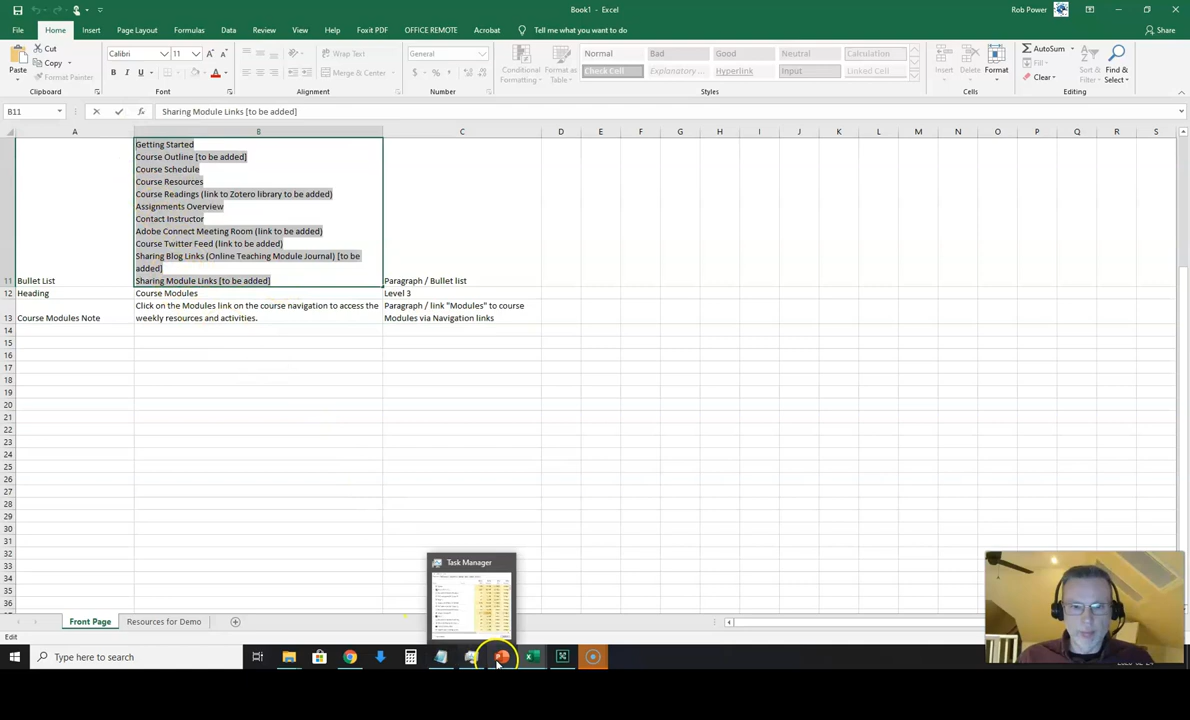 Book1 - Excel
Rob Power
File Home Insert Page Layout Formulas Data Review View Help Foxit PDF OFFICE REMOTE Acrobat Tell me what you want to do Share
Paste
Cut
Copy
Format Painter
Clipboard
Calibri 11
B I U
Font
Wrap Text
Merge & Center
Alignment
Number
Conditional Formatting
Format as Table
Normal Bad Good Neutral Calculation
Check Cell Explanatory ... Hyperlink Input Linked Cell
Styles
Insert Delete Format
Cells
AutoSum
Fill
Clear
Sort & Filter
Find & Select
Editing
B11 Sharing Module Links [to be added]
A B C D E F G H I J K L M N O P Q R S
Getting Started
Course Outline [to be added]
Course Schedule
Course Resources
Course Readings (link to Zotero library to be added)
Assignments Overview
Contact Instructor
Adobe Connect Meeting Room (link to be added)
Course Twitter Feed (link to be added)
Sharing Blog Links (Online Teaching Module Journal) [to be
added]
11 Bullet List Sharing Module Links [to be added] Paragraph / Bullet list
12 Heading Course Modules Level 3
Click on the Modules link on the course navigation to access the Paragraph / link "Modules" to course
13 Course Modules Note weekly resources and activities. Modules via Navigation links
14
15
16
17
18
19
20
21
22
23
24
25
26
27
28
29
30
31
32
33
34
35
36
Task Manager
Front Page Resources for Demo
Edit
Type here to search